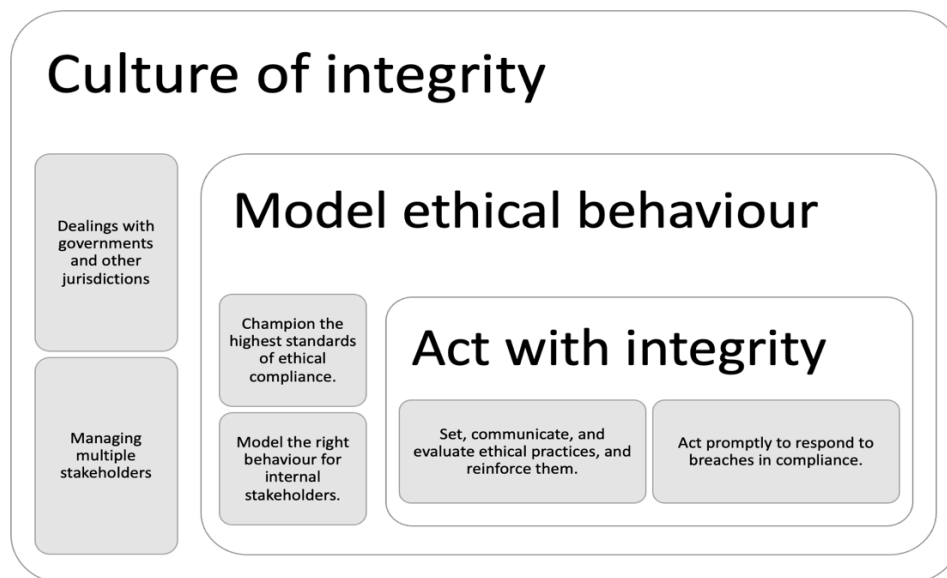 Culture of integrity
Dealings with
governments
and other
jurisdictions
Managing
multiple
stakeholders
Model ethical behaviour
Champion the
highest standards
of ethical
compliance.
Model the right
behaviour for
internal
stakeholders.
Act with integrity
Set, communicate, and
evaluate ethical practices, and
reinforce them.
Act promptly to respond to
breaches in compliance.